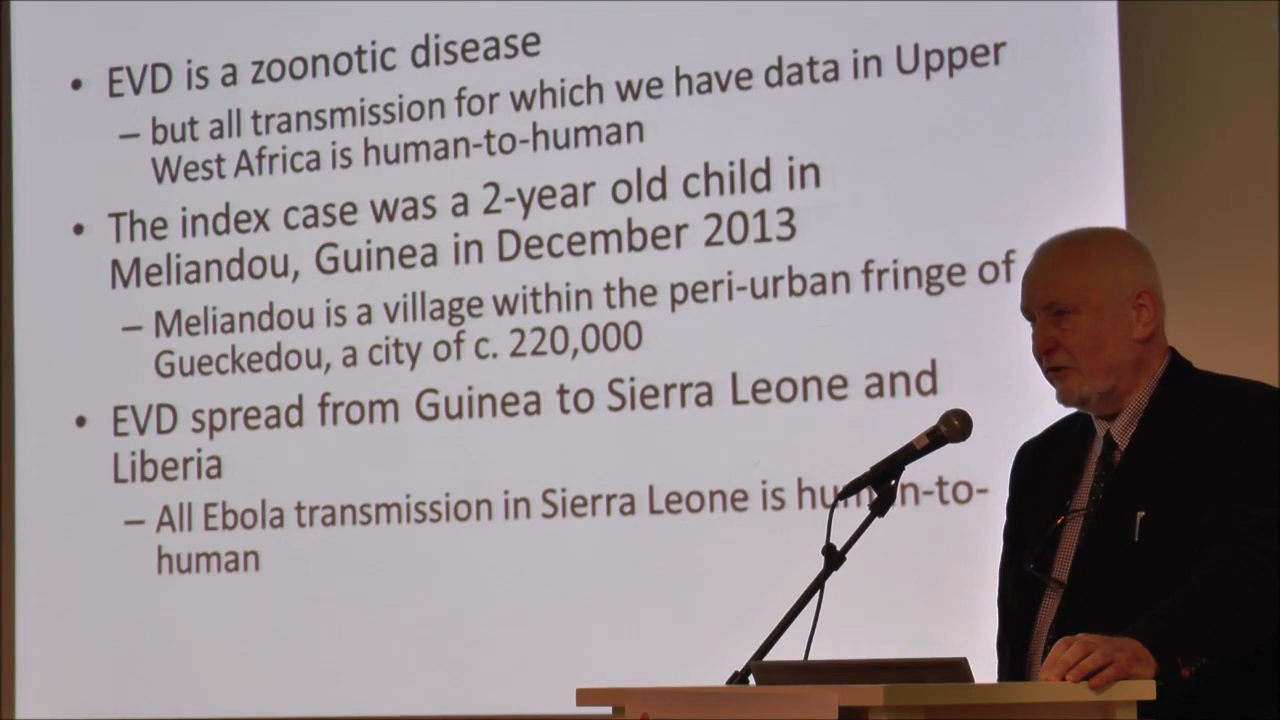 • EVD is a zoonotic disease
– but all transmission for which we have data in Upper
West Africa is human-to-human
• The index case was a 2-year old child in
Meliandou, Guinea in December 2013
– Meliandou is a village within the peri-urban fringe of
Gueckedou, a city of c. 220,000
• EVD spread from Guinea to Sierra Leone and
Liberia
– All Ebola transmission in Sierra Leone is human-to-
human